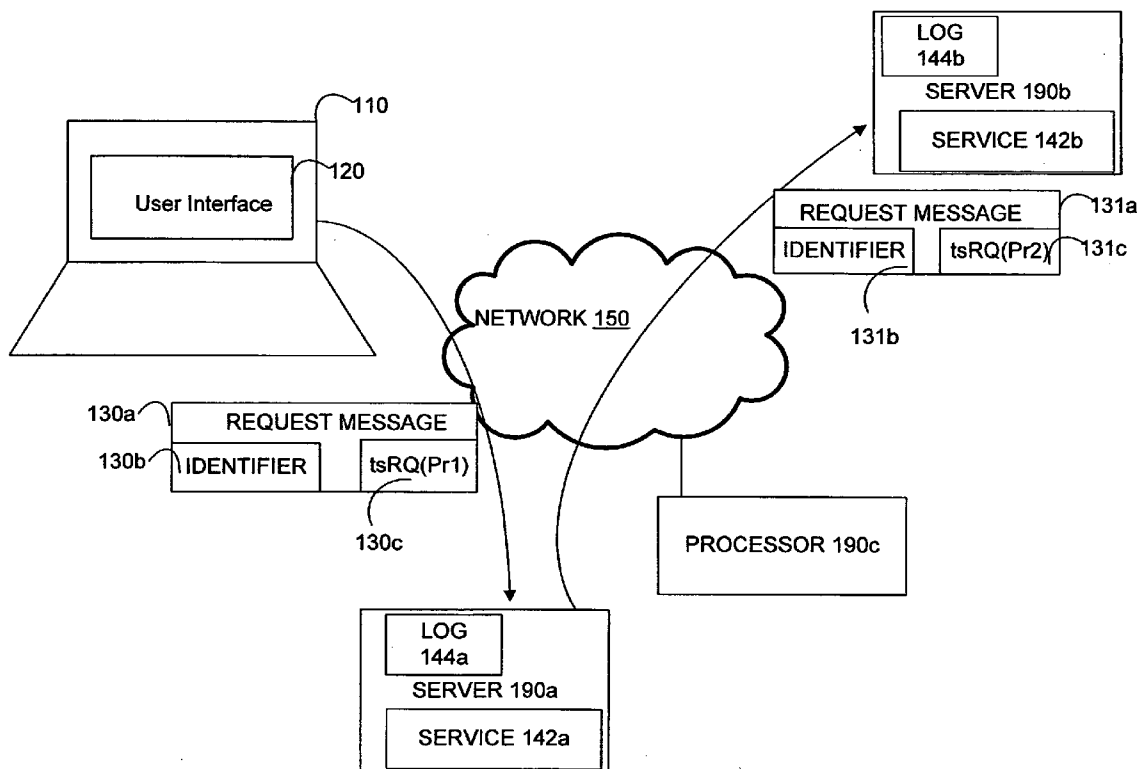 LOG
144b
SERVER 190b
SERVICE 142b
110
120
User Interface
REQUEST MESSAGE
131a
IDENTIFIER
tsRQ(Pr2)
131c
131b
NETWORK 150
130a
REQUEST MESSAGE
130b
IDENTIFIER
tsRQ(Pr1)
130c
PROCESSOR 190c
LOG
144a
SERVER 190a
SERVICE 142a